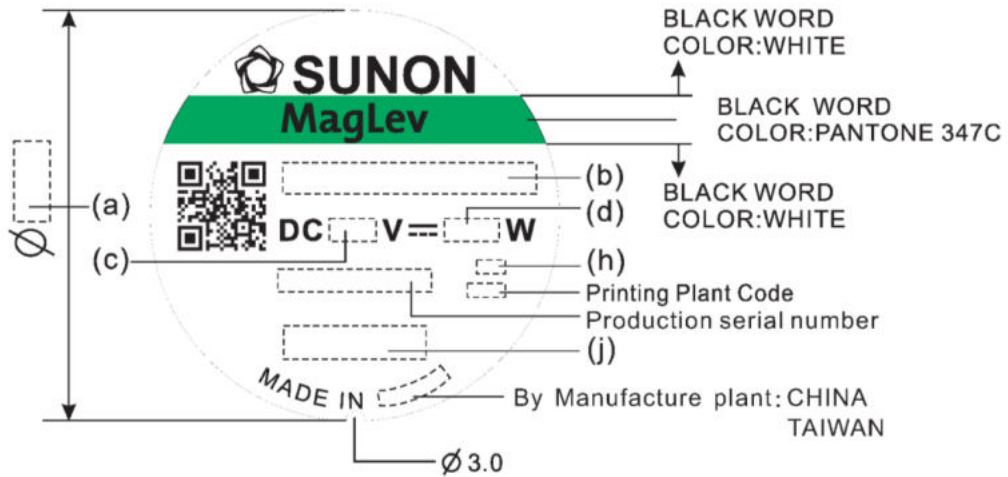 BLACK WORD
COLOR:WHITE
SUNON
MagLev
BLACK WORD
COLOR:PANTONE 347C
(a)
(b)
BLACK WORD
COLOR:WHITE
(d)
DC V W
Ø
(c)
(h)
Printing Plant Code
Production serial number
(j)
MADE IN
By Manufacture plant: CHINA
TAIWAN
Ø 3.0